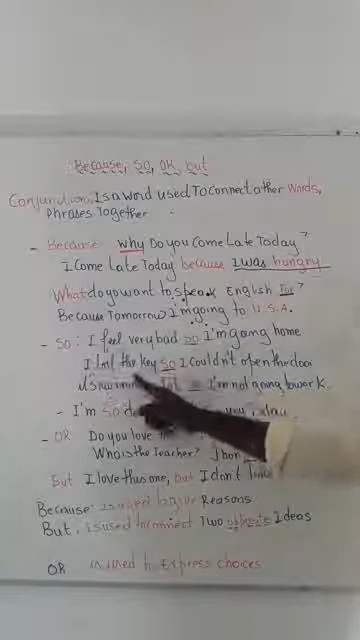 Because, SO, OR, but
Conjunction Is a word used To connect other words,
Phrases Together
- Because: why Do you Come Late Today?
I Come Late Today because I was hungry
What do you want to speak English For?
Because Tomorrow I'm going to U.S.A.
- SO: I feel very bad so I'm going home
I lost the key so I couldn't open the door
I'm not going to work
- I'm SO
- OR Do you love
Who is the Teacher?
But I love this one, but I don't
Because: is used to give Reasons
But, is used to connect Two opposite Ideas
OR is used to Express choices